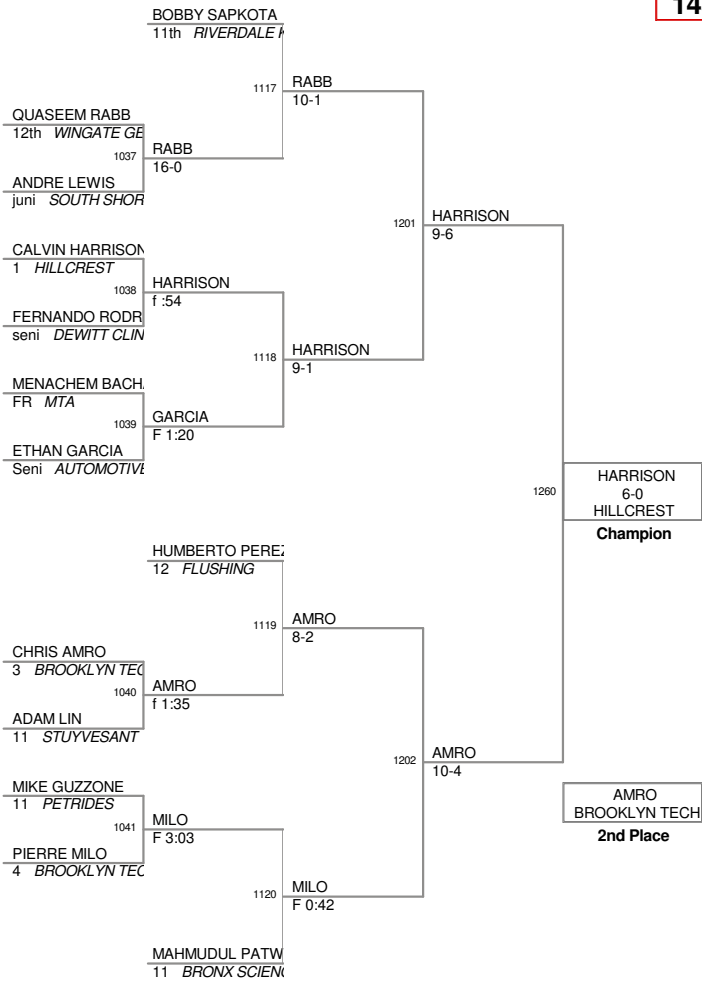 14
BOBBY SAPKOTA
11th RIVERDALE K
1117
RABB
10-1
QUASEEM RABB
12th WINGATE GE
1037
RABB
16-0
ANDRE LEWIS
juni SOUTH SHOR
1201
HARRISON
9-6
CALVIN HARRISON
1 HILLCREST
1038
HARRISON
f :54
FERNANDO RODR
seni DEWITT CLIN
1118
HARRISON
9-1
MENACHEM BACH
FR MTA
1039
GARCIA
F 1:20
ETHAN GARCIA
Seni AUTOMOTIVE
1260
HARRISON
6-0
HILLCREST
Champion
HUMBERTO PEREZ
12 FLUSHING
1119
AMRO
8-2
CHRIS AMRO
3 BROOKLYN TEC
1040
AMRO
f 1:35
ADAM LIN
11 STUYVESANT
1202
AMRO
10-4
MIKE GUZZONE
11 PETRIDES
1041
MILO
F 3:03
PIERRE MILO
4 BROOKLYN TEC
AMRO
BROOKLYN TECH
2nd Place
1120
MILO
F 0:42
MAHMUDUL PATW
11 BRONX SCIENC